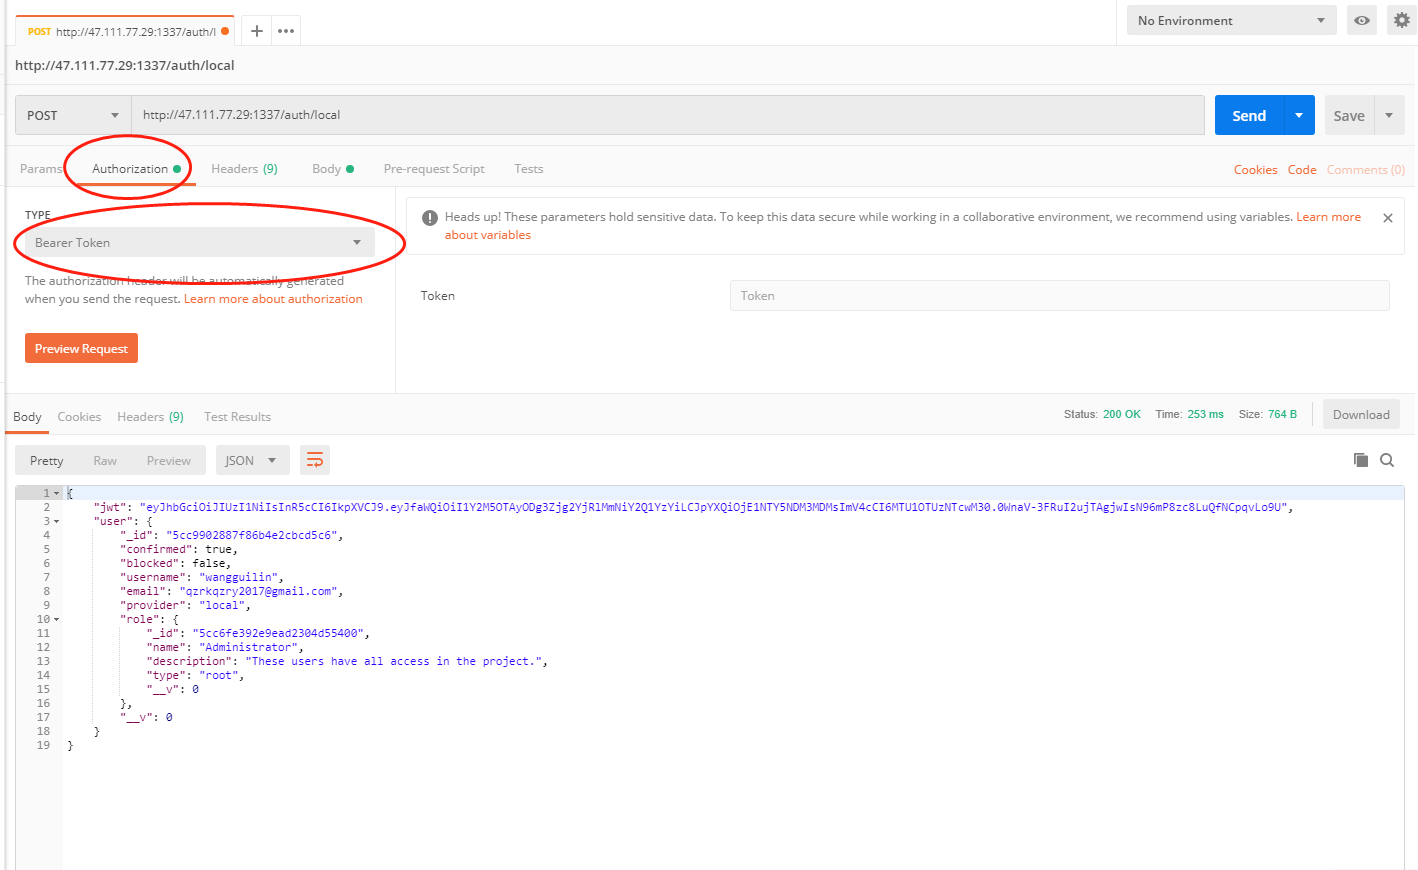 POST http://47.111.77.29:1337/auth/l
No Environment
http://47.111.77.29:1337/auth/local
POST http://47.111.77.29:1337/auth/local Send Save
Params Authorization Headers (9) Body Pre-request Script Tests Cookies Code Comments (0)
TYPE
Bearer Token
The authorization header will be automatically generated
when you send the request. Learn more about authorization
Preview Request
Heads up! These parameters hold sensitive data. To keep this data secure while working in a collaborative environment, we recommend using variables. Learn more
about variables
Token Token
Body Cookies Headers (9) Test Results Status: 200 OK Time: 253 ms Size: 764 B Download
Pretty Raw Preview JSON
1 {
2 "jwt": "eyJhbGciOiJIUzI1NiIsInR5cCI6IkpXVCJ9.eyJfaWQiOiI1Y2M5OTAyODg3Zjg2YjRlMmNiY2Q1YzYiLCJpYXQiOjE1NTY5NDM3MDMsImV4cCI6MTU1OTUzNTcwM30.0WnaV-3FRuI2ujTAgjwIsN96mP8zc8LuQfNCpqvLo9U",
3 "user": {
4 "_id": "5cc9902887f86b4e2cbcd5c6",
5 "confirmed": true,
6 "blocked": false,
7 "username": "wangguilin",
8 "email": "qzrkqzry2017@gmail.com",
9 "provider": "local",
10 "role": {
11 "_id": "5cc6fe392e9ead2304d55400",
12 "name": "Administrator",
13 "description": "These users have all access in the project.",
14 "type": "root",
15 "__v": 0
16 },
17 "__v": 0
18 }
19 }